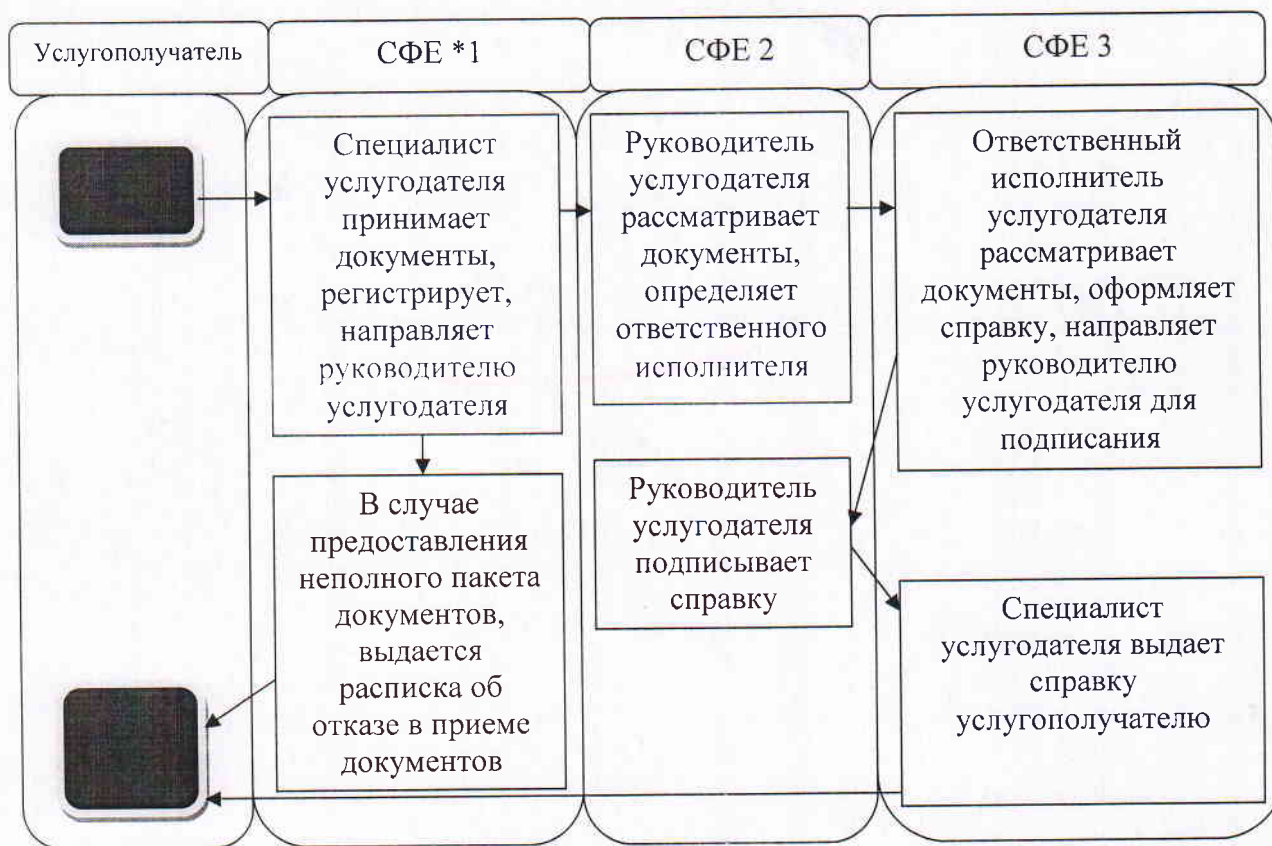 Услугополучатель
СФЕ *1
СФЕ 2
СФЕ 3
Специалист
услугодателя
принимает
документы,
регистрирует,
направляет
руководителю
услугодателя
Руководитель
услугодателя
рассматривает
документы,
определяет
ответственного
исполнителя
Ответственный
исполнитель
услугодателя
рассматривает
документы, оформляет
справку, направляет
руководителю
услугодателя для
подписания
В случае
предоставления
неполного пакета
документов,
выдается
расписка об
отказе в приеме
документов
Руководитель
услугодателя
подписывает
справку
Специалист
услугодателя выдает
справку
услугополучателю